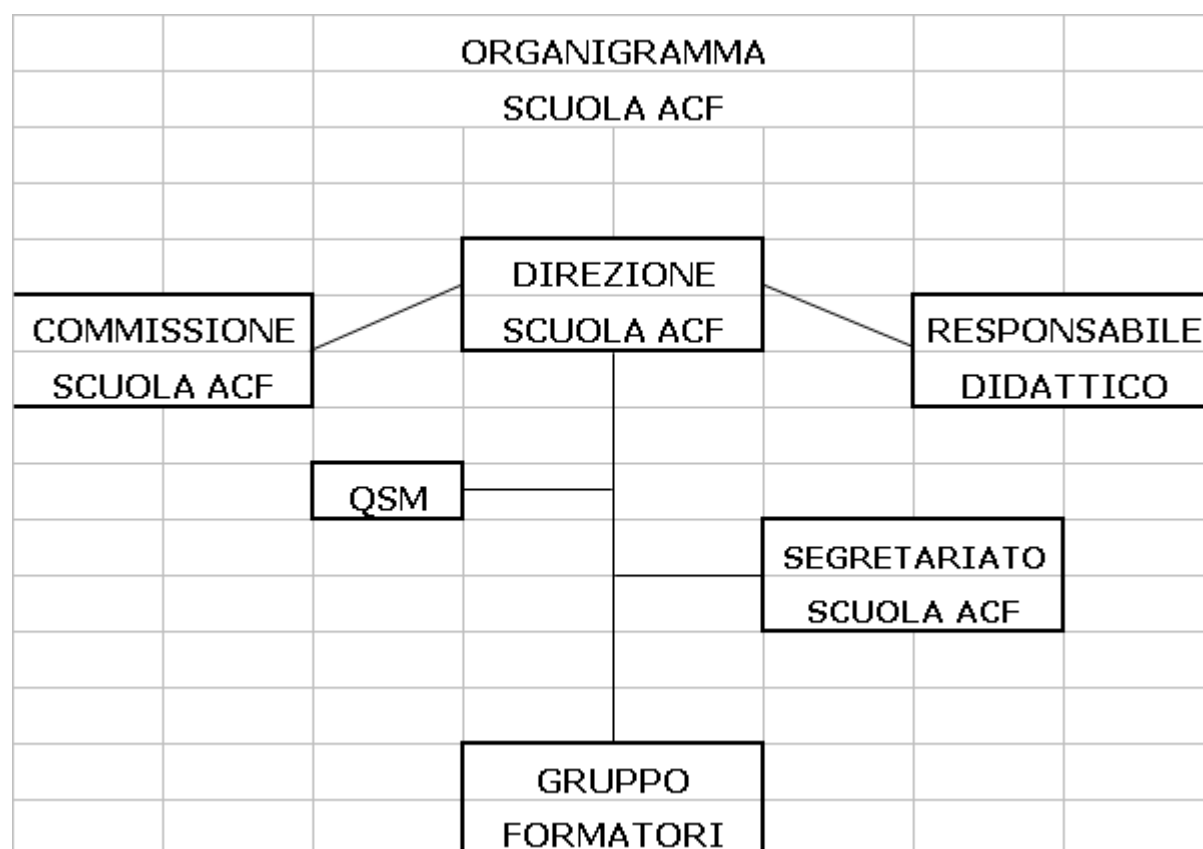 ORGANIGRAMMA
SCUOLA ACF
DIREZIONE
SCUOLA ACF
COMMISSIONE
SCUOLA ACF
RESPONSABILE
DIDATTICO
QSM
SEGRETARIATO
SCUOLA ACF
GRUPPO
FORMATORI